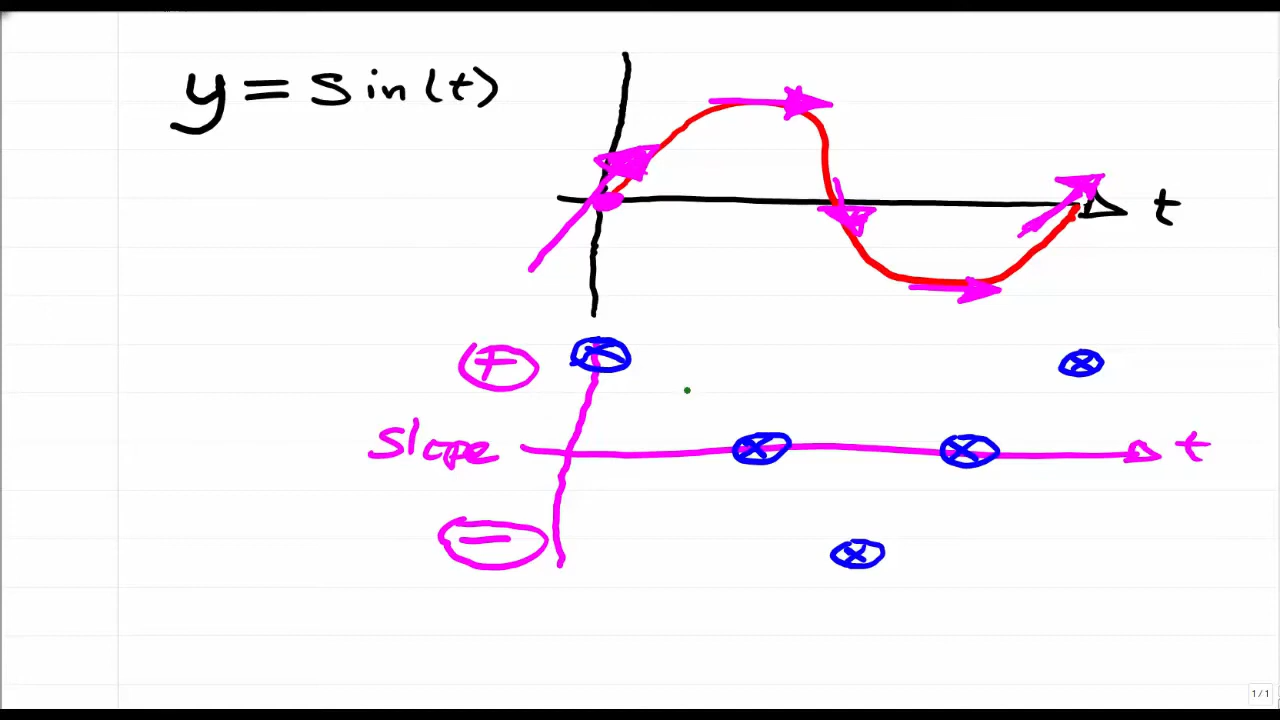 y = sin(t)
t
+
slope
t
−
1/1